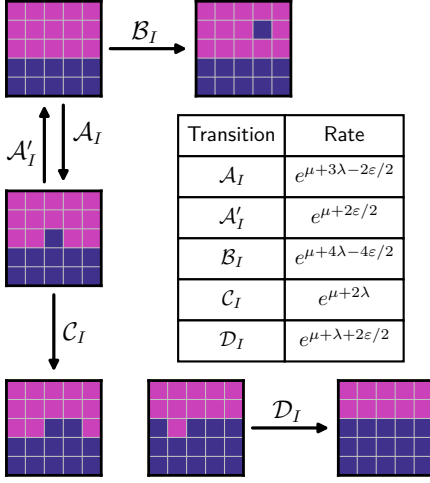 $\mathcal{B}_I$
$\mathcal{A}'_I$ $\mathcal{A}_I$
Transition Rate
$\mathcal{A}_I$ $e^{\mu+3\lambda-2\varepsilon/2}$
$\mathcal{A}'_I$ $e^{\mu+2\varepsilon/2}$
$\mathcal{B}_I$ $e^{\mu+4\lambda-4\varepsilon/2}$
$\mathcal{C}_I$ $e^{\mu+2\lambda}$
$\mathcal{D}_I$ $e^{\mu+\lambda+2\varepsilon/2}$
$\mathcal{C}_I$
$\mathcal{D}_I$